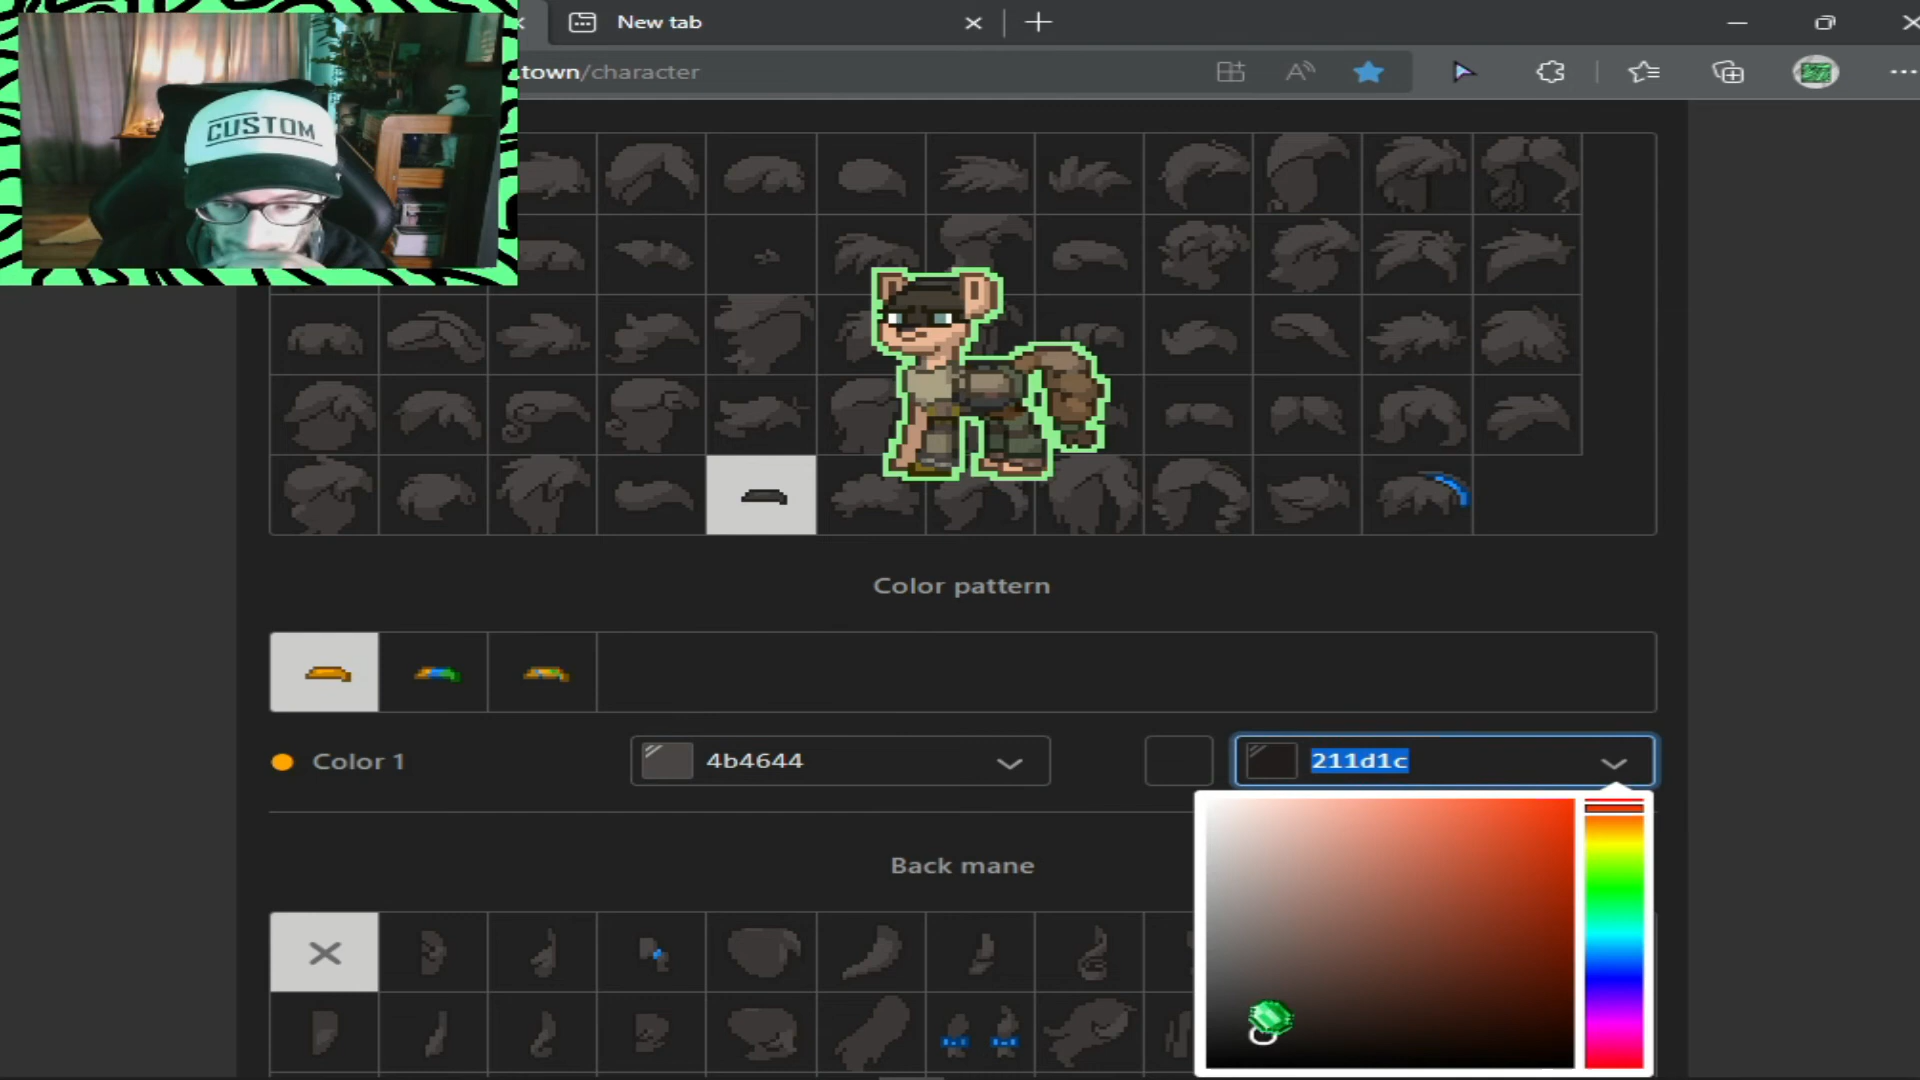 New tab
.town/character
CUSTOM
Color pattern
Color 1
4b4644
211d1c
Back mane